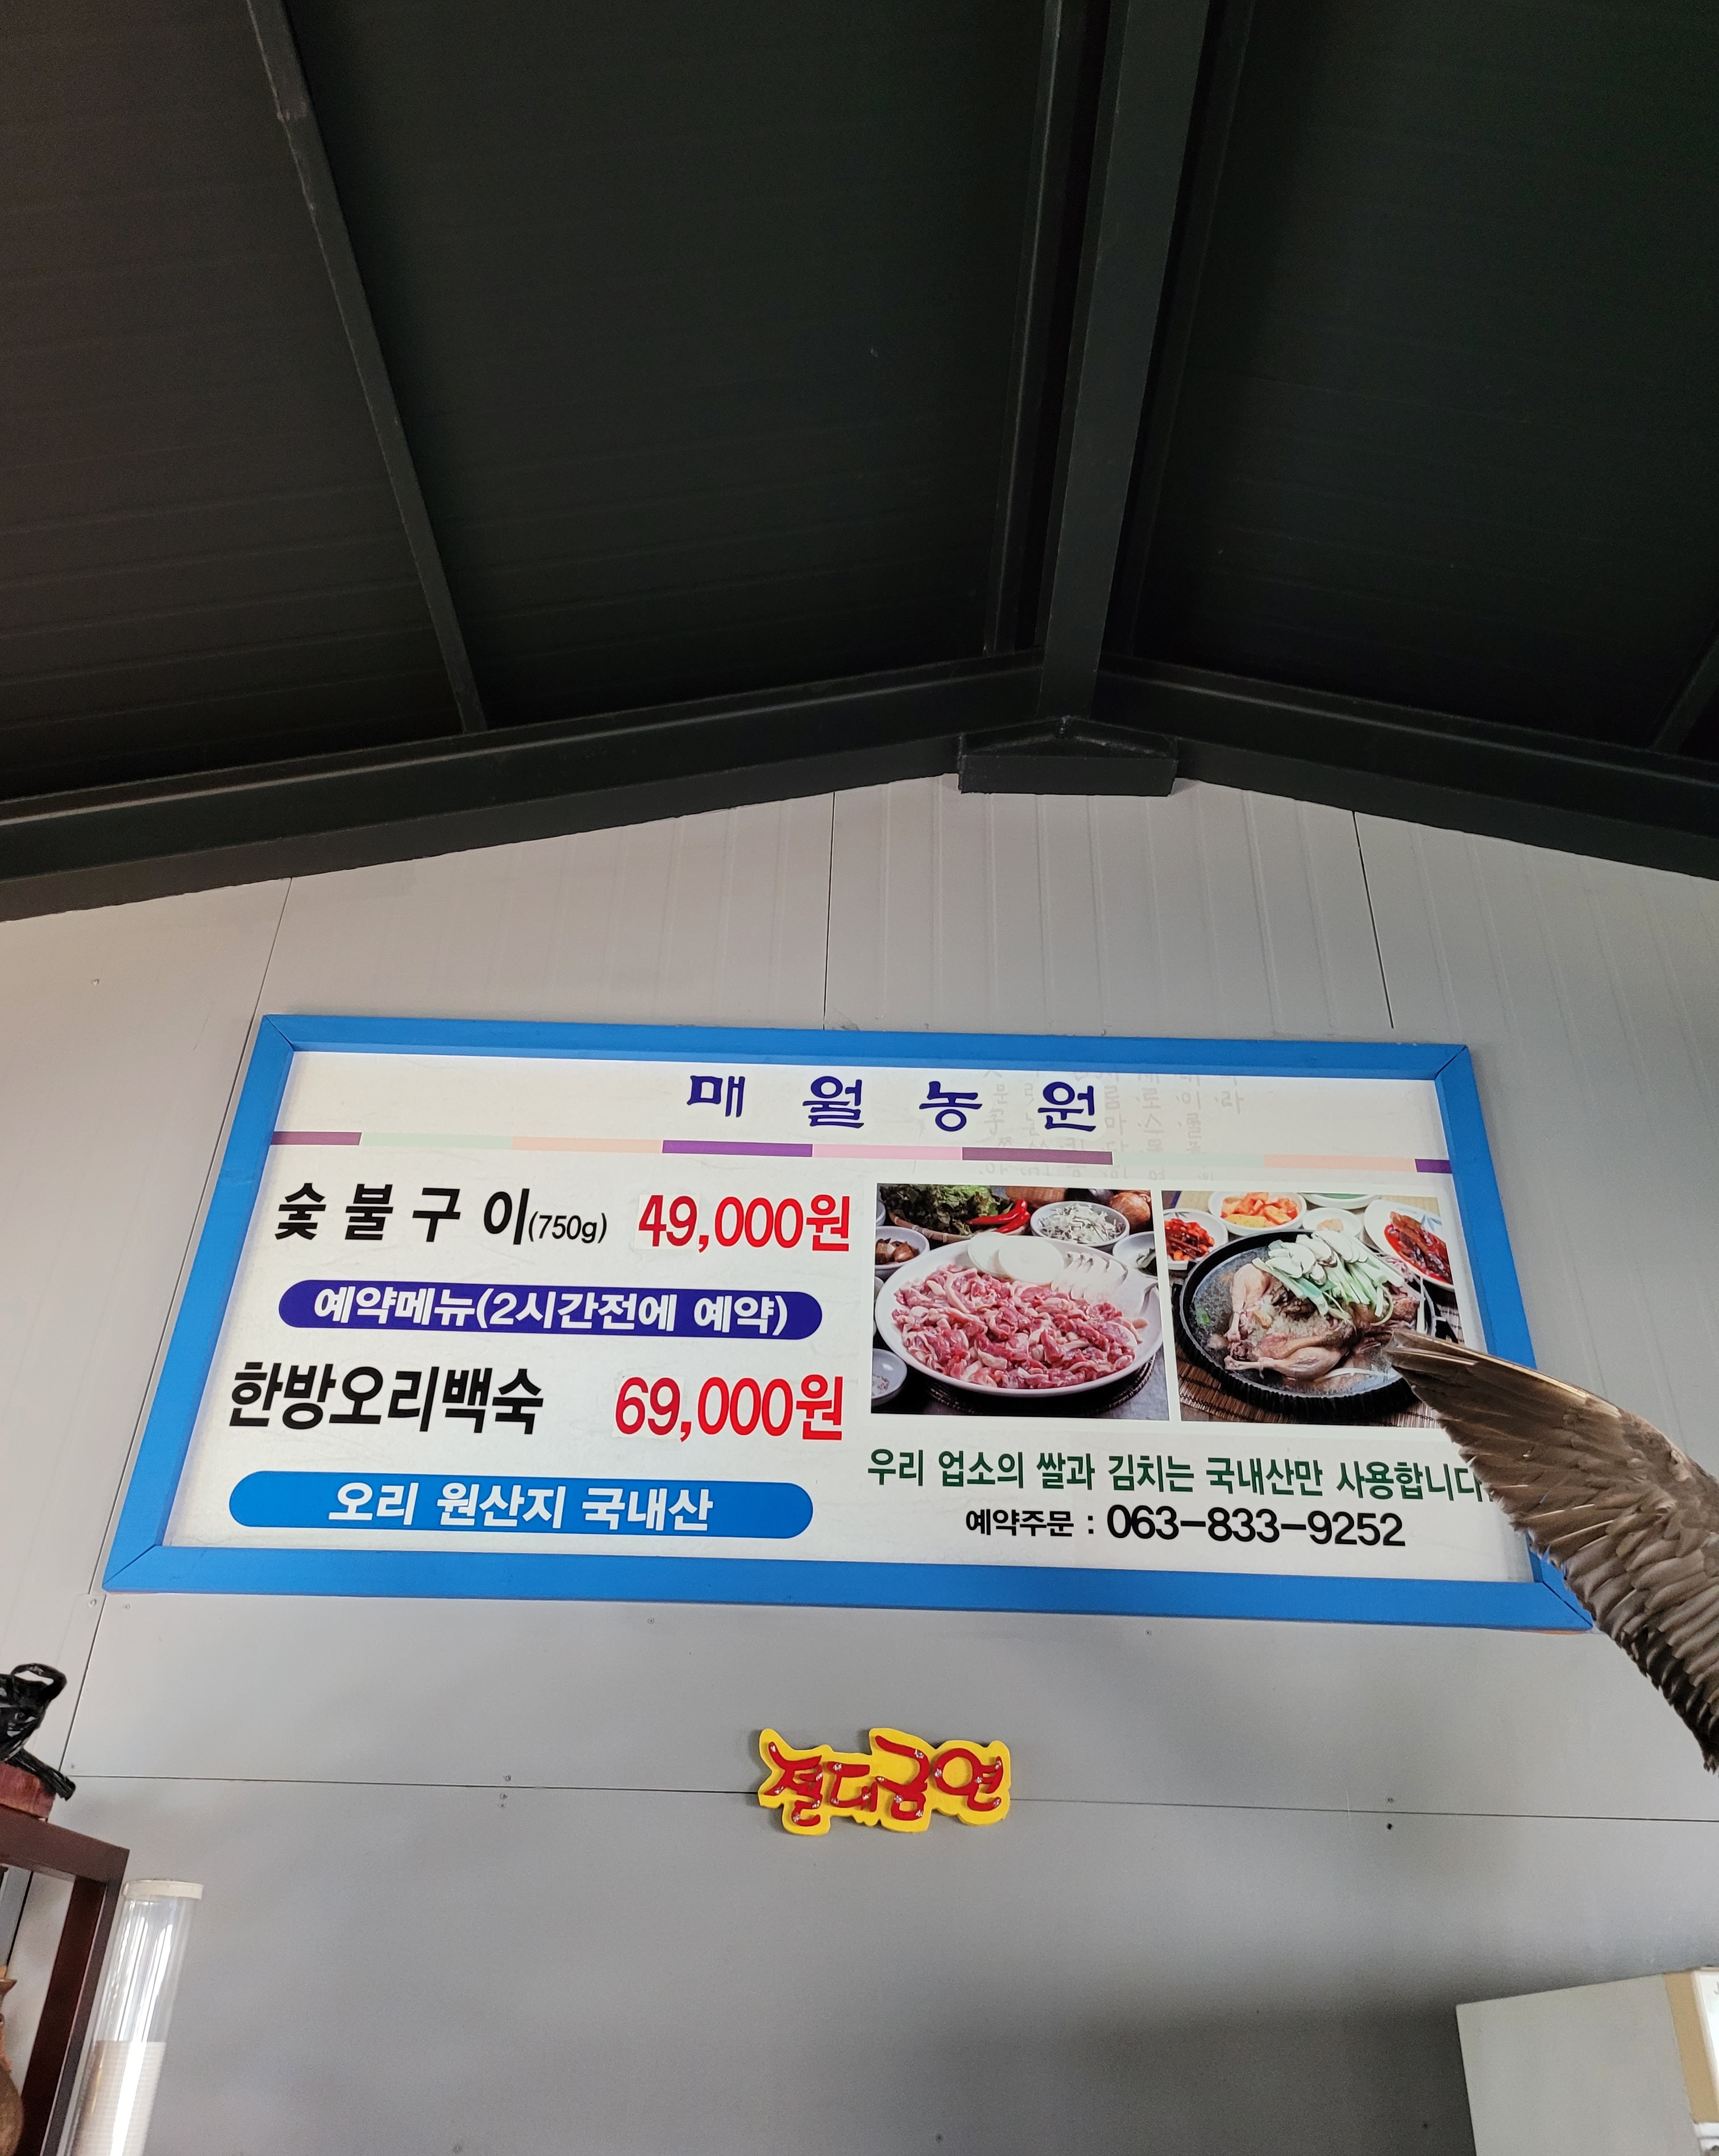 매월농원
숯불구이(750g) 49,000원
예약메뉴(2시간전에 예약)
한방오리백숙 69,000원
오리 원산지 국내산
우리 업소의 쌀과 김치는 국내산만 사용합니다
예약주문 : 063-833-9252
절대금연